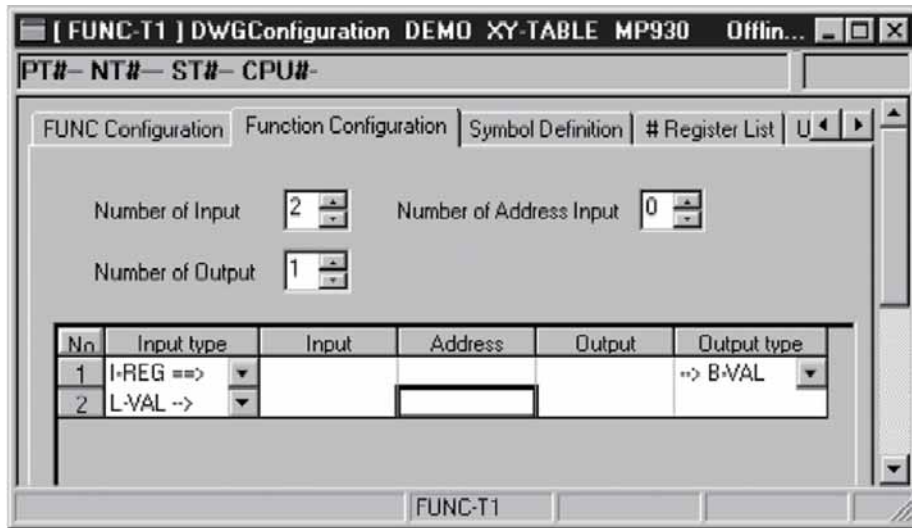 [ FUNC-T1 ] DWGConfiguration DEMO XY-TABLE MP930 Offlin...
PT#-- NT#-- ST#-- CPU#-
FUNC Configuration Function Configuration Symbol Definition # Register List U
Number of Input 2 Number of Address Input 0
Number of Output 1
No Input type Input Address Output Output type
1 I-REG ==> --> B-VAL
2 L-VAL -->
FUNC-T1